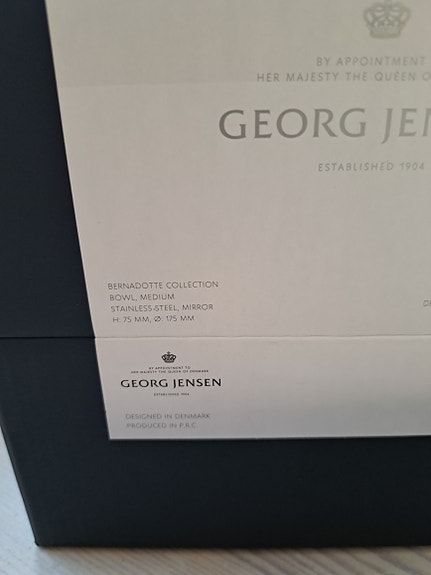 BY APPOINTMENT
HER MAJESTY THE QUEEN O
GEORG JEN
ESTABLISHED 1904
BERNADOTTE COLLECTION
BOWL, MEDIUM
STAINLESS STEEL, MIRROR
H: 75 MM, Ø: 175 MM
DE
BY APPOINTMENT TO
HER MAJESTY THE QUEEN OF DENMARK
GEORG JENSEN
ESTABLISHED 1904
DESIGNED IN DENMARK
PRODUCED IN P.R.C